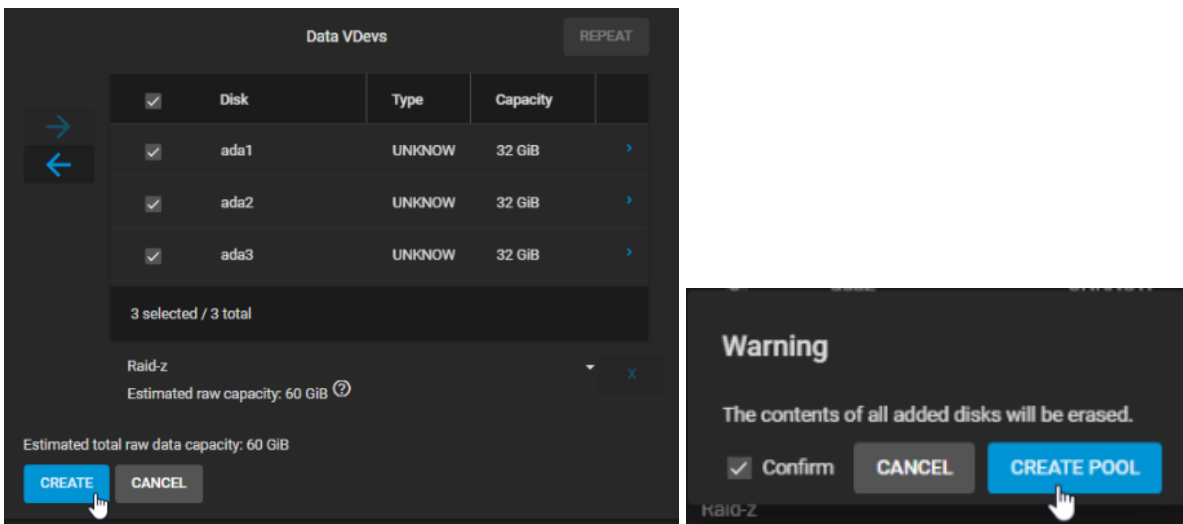 Data VDevs REPEAT
Disk Type Capacity
ada1 UNKNOW 32 GiB >
ada2 UNKNOW 32 GiB >
ada3 UNKNOW 32 GiB >
3 selected / 3 total
Raid-z
Estimated raw capacity: 60 GiB ?
X
Estimated total raw data capacity: 60 GiB
CREATE CANCEL
Warning
The contents of all added disks will be erased.
Confirm CANCEL CREATE POOL
Raid-z